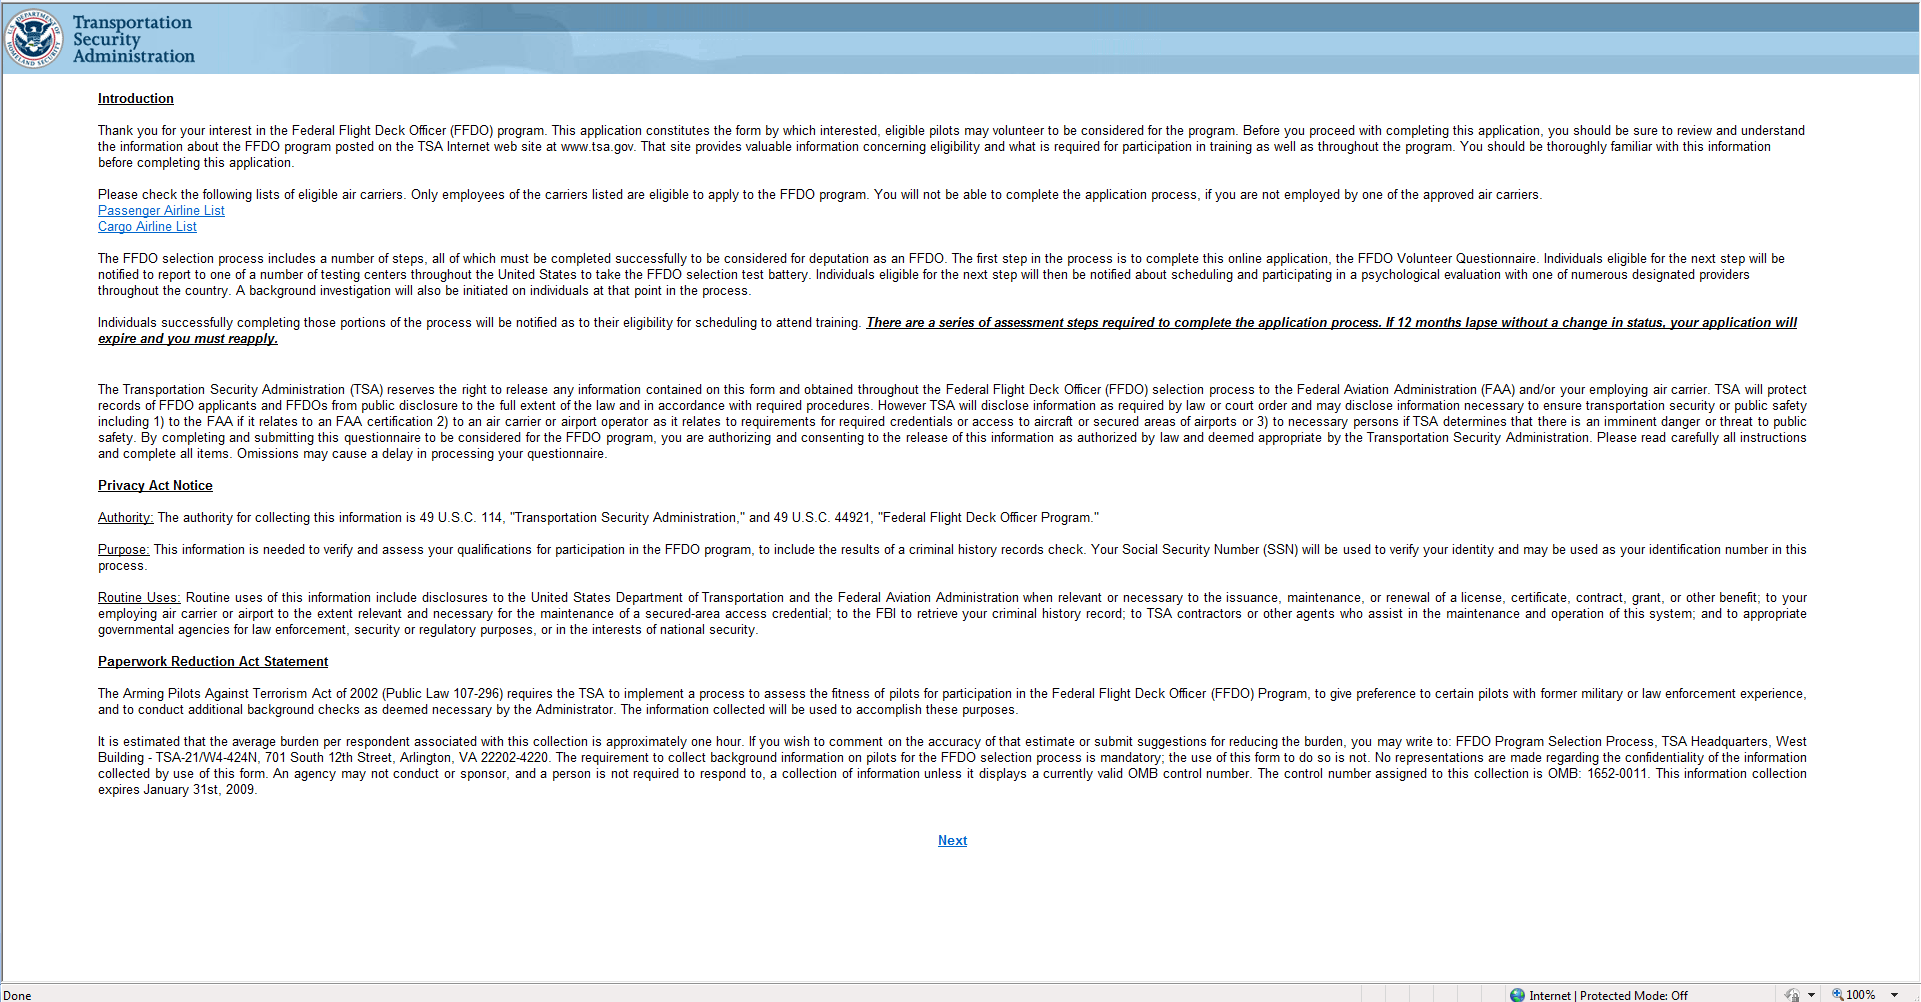 Transportation
Security
Administration
Introduction
Thank you for your interest in the Federal Flight Deck Officer (FFDO) program. This application constitutes the form by which interested, eligible pilots may volunteer to be considered for the program. Before you proceed with completing this application, you should be sure to review and understand
the information about the FFDO program posted on the TSA Internet web site at www.tsa.gov. That site provides valuable information concerning eligibility and what is required for participation in training as well as throughout the program. You should be thoroughly familiar with this information
before completing this application.
Please check the following lists of eligible air carriers. Only employees of the carriers listed are eligible to apply to the FFDO program. You will not be able to complete the application process, if you are not employed by one of the approved air carriers.
Passenger Airline List
Cargo Airline List
The FFDO selection process includes a number of steps, all of which must be completed successfully to be considered for deputation as an FFDO. The first step in the process is to complete this online application, the FFDO Volunteer Questionnaire. Individuals eligible for the next step will be
notified to report to one of a number of testing centers throughout the United States to take the FFDO selection test battery. Individuals eligible for the next step will then be notified about scheduling and participating in a psychological evaluation with one of numerous designated providers
throughout the country. A background investigation will also be initiated on individuals at that point in the process.
Individuals successfully completing those portions of the process will be notified as to their eligibility for scheduling to attend training. There are a series of assessment steps required to complete the application process. If 12 months lapse without a change in status, your application will
expire and you must reapply.
The Transportation Security Administration (TSA) reserves the right to release any information contained on this form and obtained throughout the Federal Flight Deck Officer (FFDO) selection process to the Federal Aviation Administration (FAA) and/or your employing air carrier. TSA will protect
records of FFDO applicants and FFDOs from public disclosure to the full extent of the law and in accordance with required procedures. However TSA will disclose information as required by law or court order and may disclose information necessary to ensure transportation security or public safety
including 1) to the FAA if it relates to an FAA certification 2) to an air carrier or airport operator as it relates to requirements for required credentials or access to aircraft or secured areas of airports or 3) to necessary persons if TSA determines that there is an imminent danger or threat to public
safety. By completing and submitting this questionnaire to be considered for the FFDO program, you are authorizing and consenting to the release of this information as authorized by law and deemed appropriate by the Transportation Security Administration. Please read carefully all instructions
and complete all items. Omissions may cause a delay in processing your questionnaire.
Privacy Act Notice
Authority: The authority for collecting this information is 49 U.S.C. 114, "Transportation Security Administration," and 49 U.S.C. 44921, "Federal Flight Deck Officer Program."
Purpose: This information is needed to verify and assess your qualifications for participation in the FFDO program, to include the results of a criminal history records check. Your Social Security Number (SSN) will be used to verify your identity and may be used as your identification number in this
process.
Routine Uses: Routine uses of this information include disclosures to the United States Department of Transportation and the Federal Aviation Administration when relevant or necessary to the issuance, maintenance, or renewal of a license, certificate, contract, grant, or other benefit; to your
employing air carrier or airport to the extent relevant and necessary for the maintenance of a secured-area access credential; to the FBI to retrieve your criminal history record; to TSA contractors or other agents who assist in the maintenance and operation of this system; and to appropriate
governmental agencies for law enforcement, security or regulatory purposes, or in the interests of national security.
Paperwork Reduction Act Statement
The Arming Pilots Against Terrorism Act of 2002 (Public Law 107-296) requires the TSA to implement a process to assess the fitness of pilots for participation in the Federal Flight Deck Officer (FFDO) Program, to give preference to certain pilots with former military or law enforcement experience,
and to conduct additional background checks as deemed necessary by the Administrator. The information collected will be used to accomplish these purposes.
It is estimated that the average burden per respondent associated with this collection is approximately one hour. If you wish to comment on the accuracy of that estimate or submit suggestions for reducing the burden, you may write to: FFDO Program Selection Process, TSA Headquarters, West
Building - TSA-21/W4-424N, 701 South 12th Street, Arlington, VA 22202-4220. The requirement to collect background information on pilots for the FFDO selection process is mandatory; the use of this form to do so is not. No representations are made regarding the confidentiality of the information
collected by use of this form. An agency may not conduct or sponsor, and a person is not required to respond to, a collection of information unless it displays a currently valid OMB control number. The control number assigned to this collection is OMB: 1652-0011. This information collection
expires January 31st, 2009.
Next
Done
Internet | Protected Mode: Off
100%